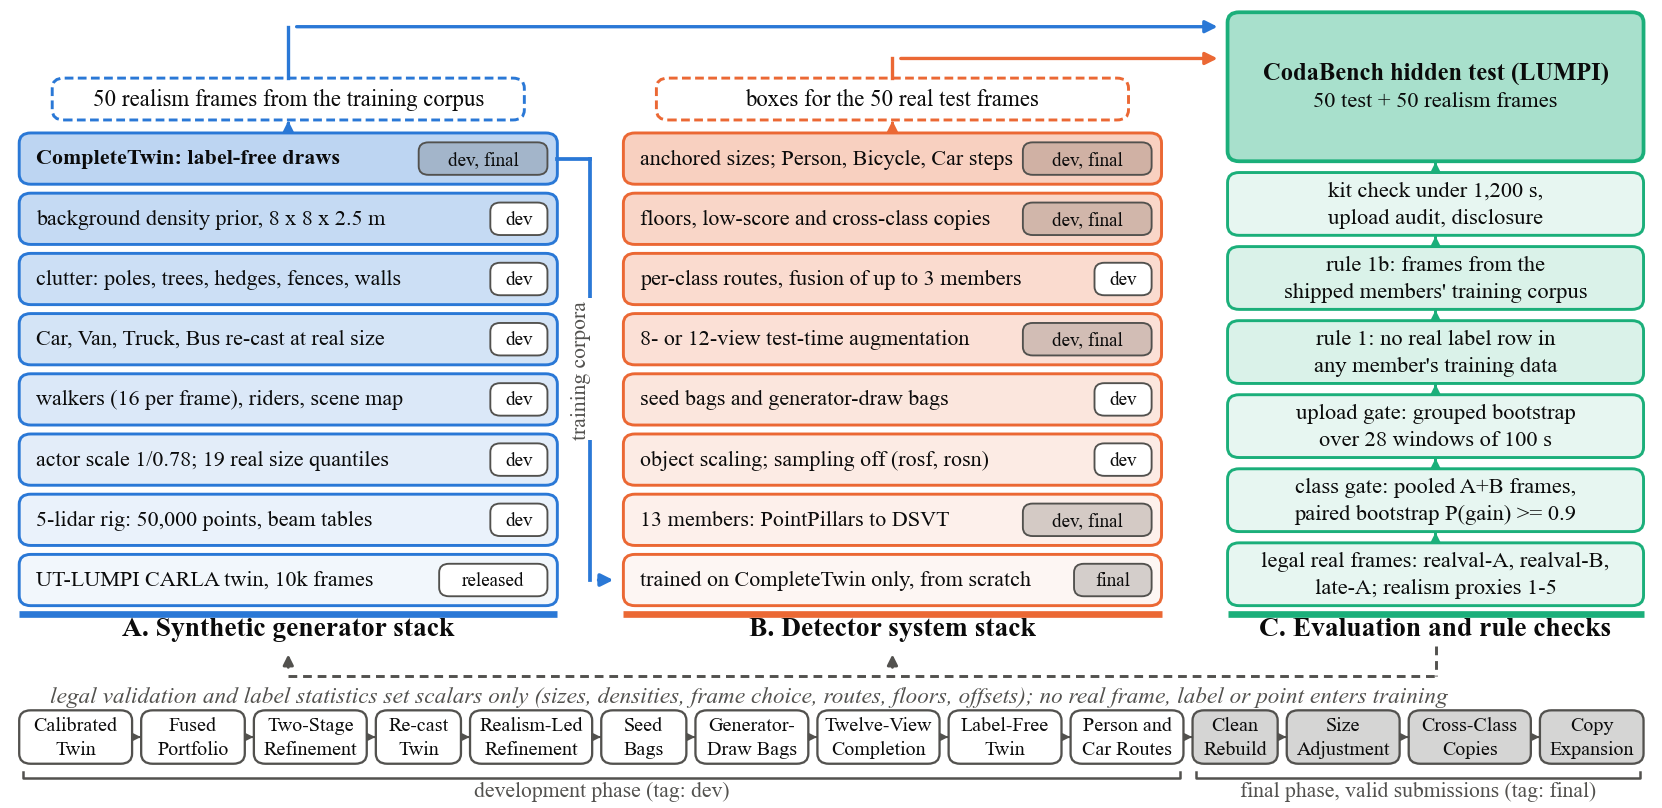 50 realism frames from the training corpus
CompleteTwin: label-free draws
dev, final
background density prior, 8 x 8 x 2.5 m
dev
clutter: poles, trees, hedges, fences, walls
dev
Car, Van, Truck, Bus re-cast at real size
dev
walkers (16 per frame), riders, scene map
dev
actor scale 1/0.78; 19 real size quantiles
dev
5-lidar rig: 50,000 points, beam tables
dev
UT-LUMPI CARLA twin, 10k frames
released
A. Synthetic generator stack
training corpora
boxes for the 50 real test frames
anchored sizes; Person, Bicycle, Car steps
dev, final
floors, low-score and cross-class copies
dev, final
per-class routes, fusion of up to 3 members
dev
8- or 12-view test-time augmentation
dev, final
seed bags and generator-draw bags
dev
object scaling; sampling off (rosf, rosn)
dev
13 members: PointPillars to DSVT
dev, final
trained on CompleteTwin only, from scratch
final
B. Detector system stack
CodaBench hidden test (LUMPI)
50 test + 50 realism frames
kit check under 1,200 s,
upload audit, disclosure
rule 1b: frames from the
shipped members' training corpus
rule 1: no real label row in
any member's training data
upload gate: grouped bootstrap
over 28 windows of 100 s
class gate: pooled A+B frames,
paired bootstrap P(gain) >= 0.9
legal real frames: realval-A, realval-B,
late-A; realism proxies 1-5
C. Evaluation and rule checks
legal validation and label statistics set scalars only (sizes, densities, frame choice, routes, floors, offsets); no real frame, label or point enters training
Calibrated
Twin
Fused
Portfolio
Two-Stage
Refinement
Re-cast
Twin
Realism-Led
Refinement
Seed
Bags
Generator-
Draw Bags
Twelve-View
Completion
Label-Free
Twin
Person and
Car Routes
Clean
Rebuild
Size
Adjustment
Cross-Class
Copies
Copy
Expansion
development phase (tag: dev)
final phase, valid submissions (tag: final)